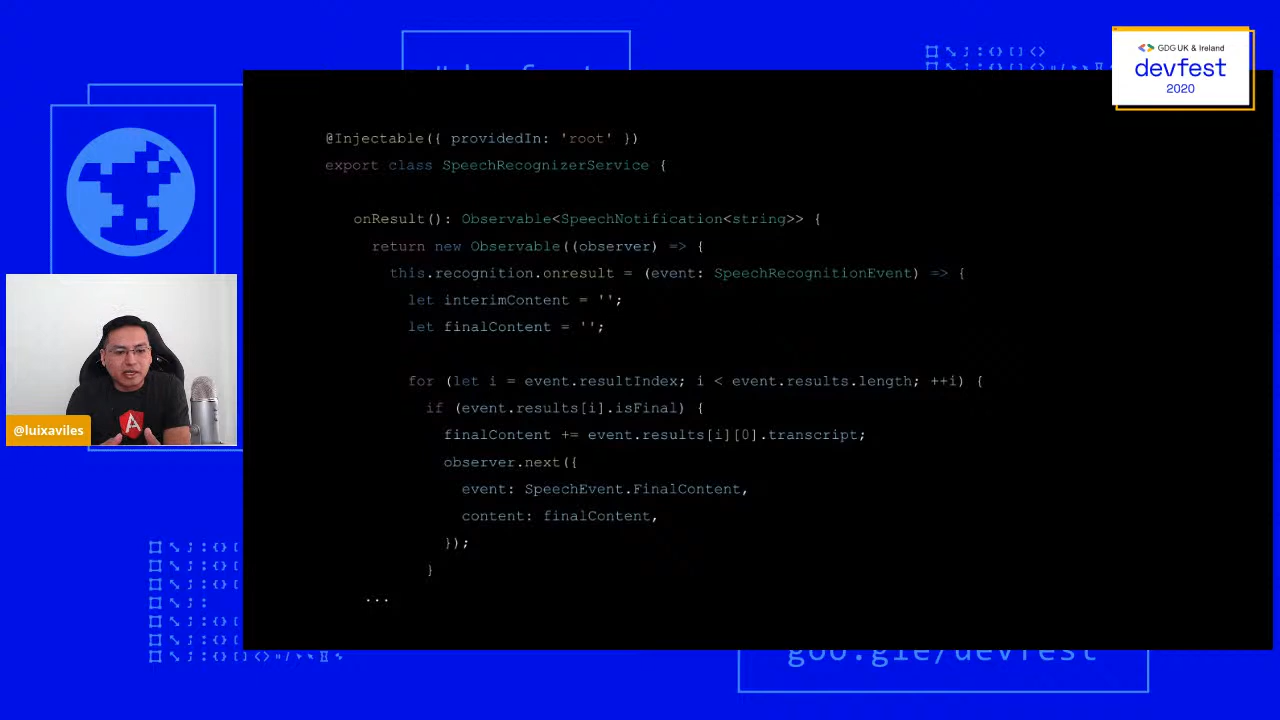 GDG UK & Ireland
devfest
2020
@Injectable({ providedIn: 'root' })
export class SpeechRecognizerService {
onResult(): Observable<SpeechNotification<string>> {
return new Observable((observer) => {
this.recognition.onresult = (event: SpeechRecognitionEvent) => {
let interimContent = '';
let finalContent = '';
for (let i = event.resultIndex; i < event.results.length; ++i) {
if (event.results[i].isFinal) {
finalContent += event.results[i][0].transcript;
observer.next({
event: SpeechEvent.FinalContent,
content: finalContent,
});
}
...
@luixaviles
goo.gle/devfest